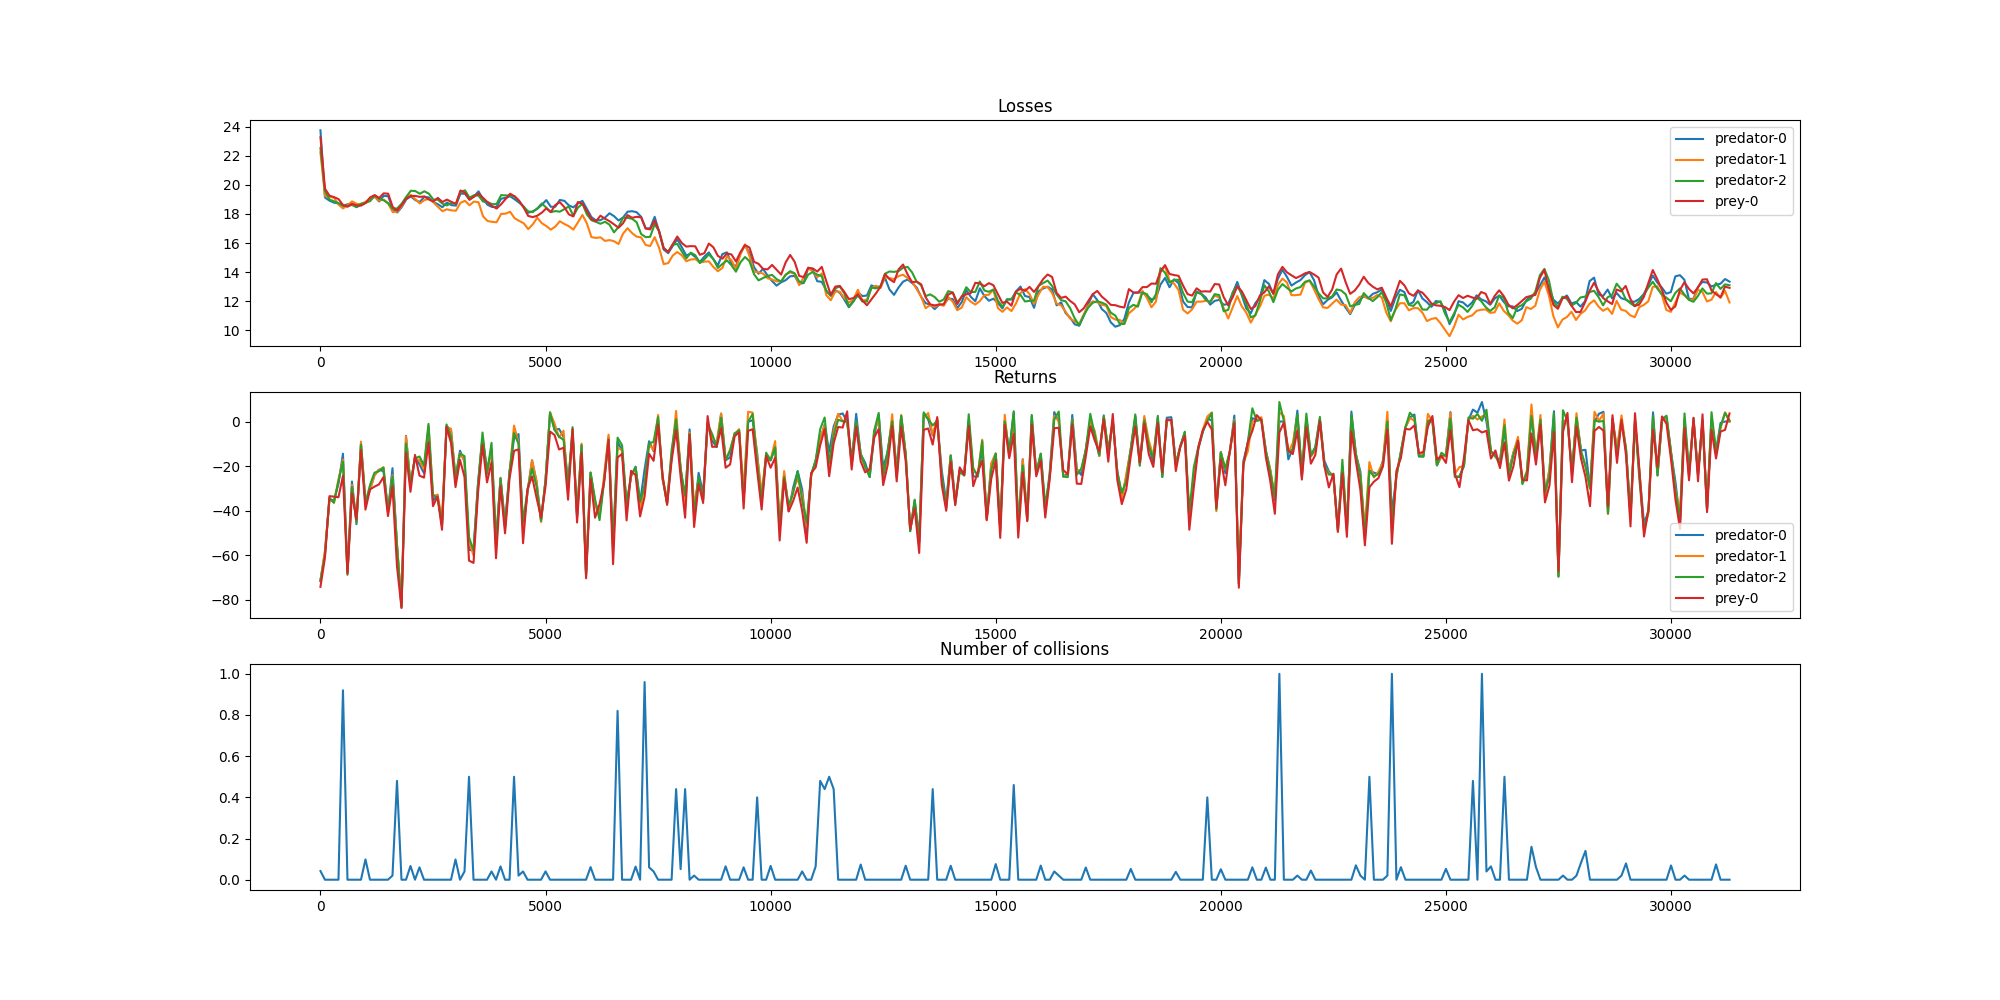 Losses
24
22
20
18
16
14
12
10
predator-0
predator-1
predator-2
prey-0
0 5000 10000 15000 20000 25000 30000
Returns
0
−20
−40
−60
−80
predator-0
predator-1
predator-2
prey-0
0 5000 10000 15000 20000 25000 30000
Number of collisions
1.0
0.8
0.6
0.4
0.2
0.0
0 5000 10000 15000 20000 25000 30000